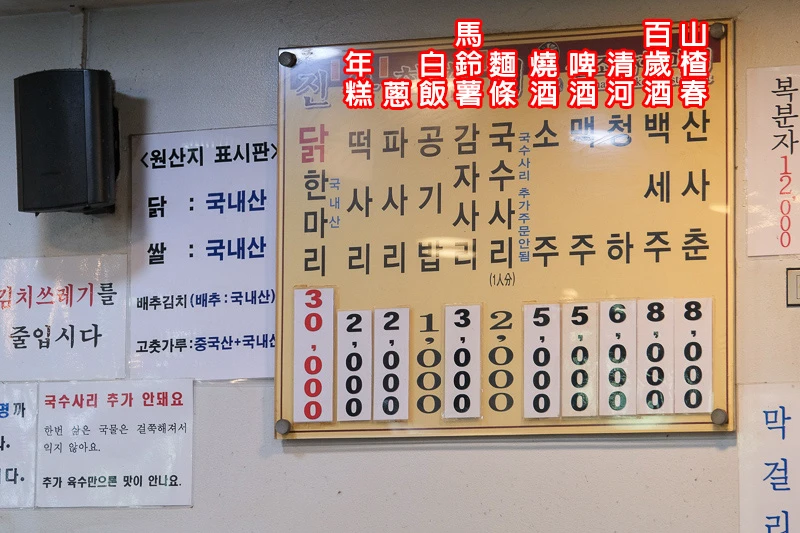 年糕
蔥
白飯
馬鈴薯
麵條
燒酒
啤酒
清河
百歲酒
山楂春
닭한마리
국내산
30,000
떡사리
2,000
파사리
2,000
공기밥
1,000
감자사리
3,000
국수사리
(1人分)
국수사리 추가주문안됨
2,000
소주
5,000
맥주
5,000
청하
6,000
백세주
8,000
산사춘
8,000
<원산지 표시판>
닭 : 국내산
쌀 : 국내산
배추김치(배추:국내산)
고춧가루:중국산+국내산
김치쓰레기를
줄입시다
국수사리 추가 안돼요
한번 삶은 국물은 걸쭉해져서
익지 않아요.
추가 육수만으론 맛이 안나요.
복분자
12000
막걸리